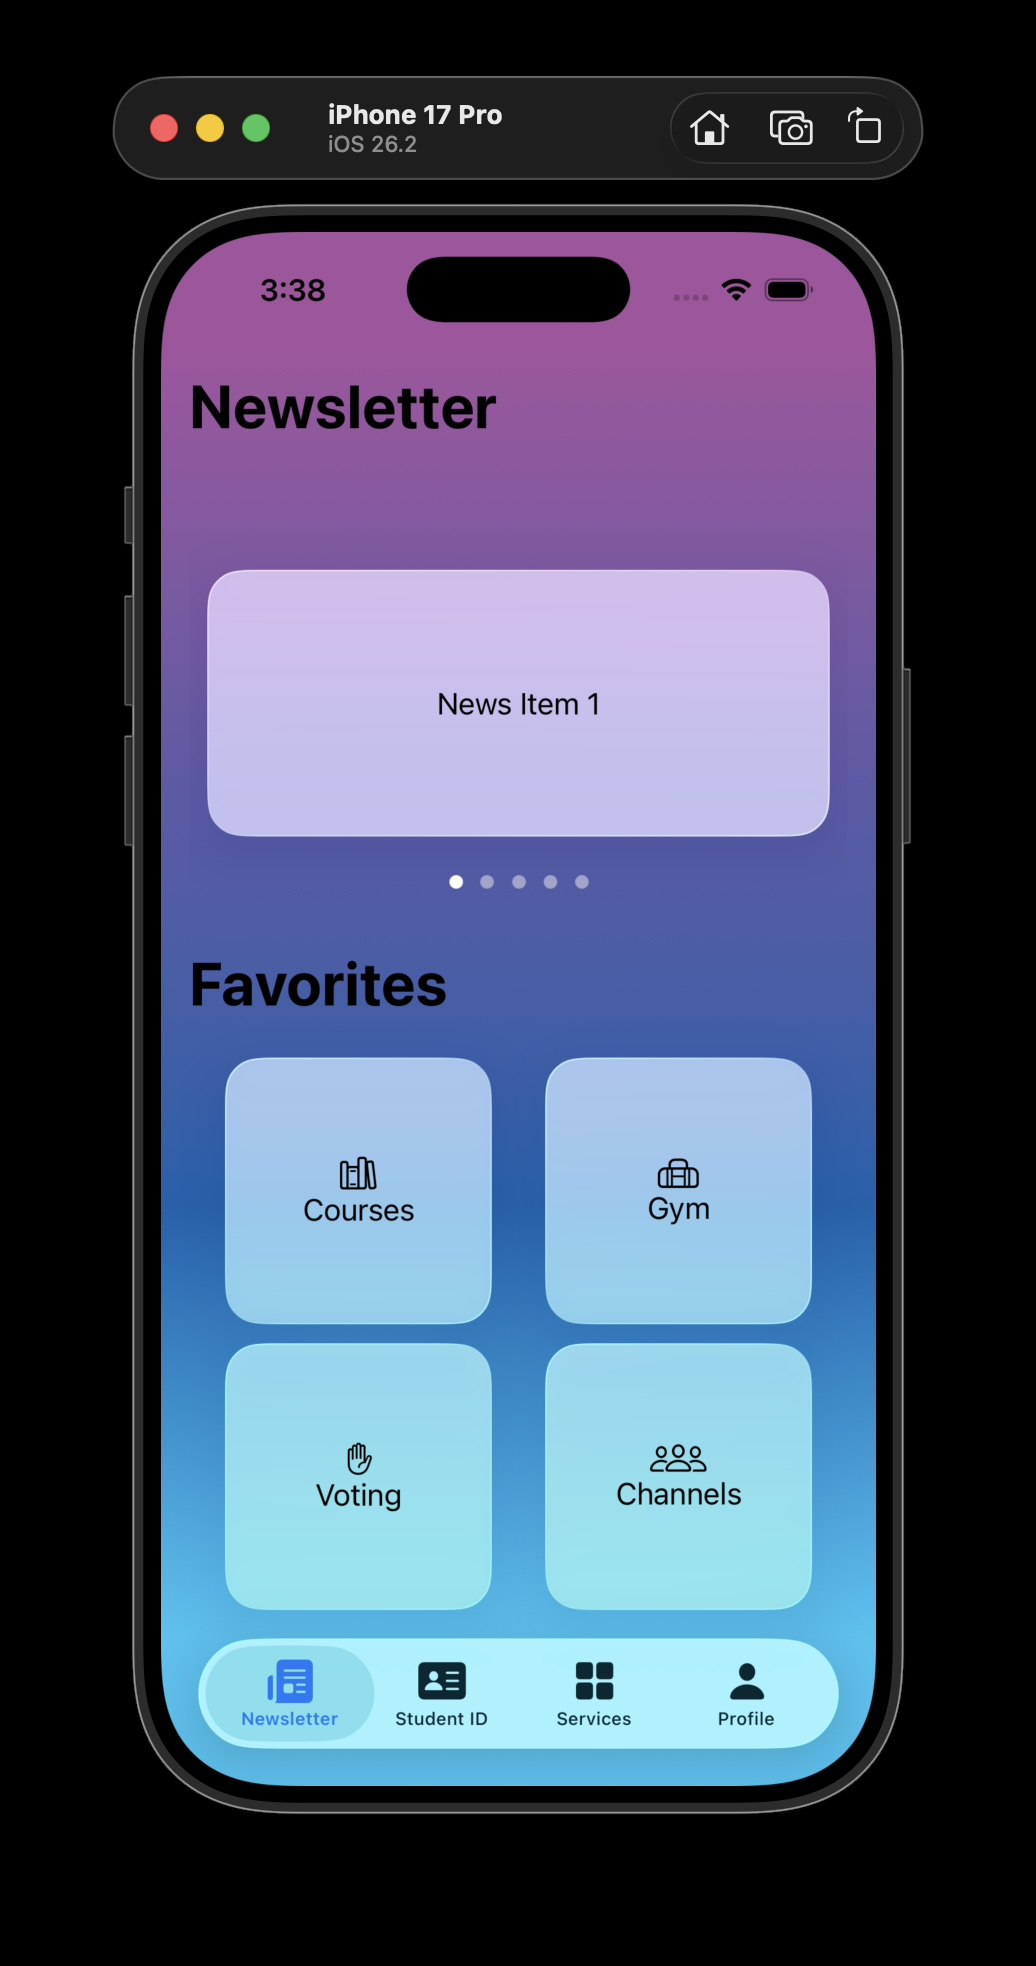 iPhone 17 Pro
iOS 26.2
3:38
Newsletter
News Item 1
Favorites
Courses
Gym
Voting
Channels
Newsletter
Student ID
Services
Profile